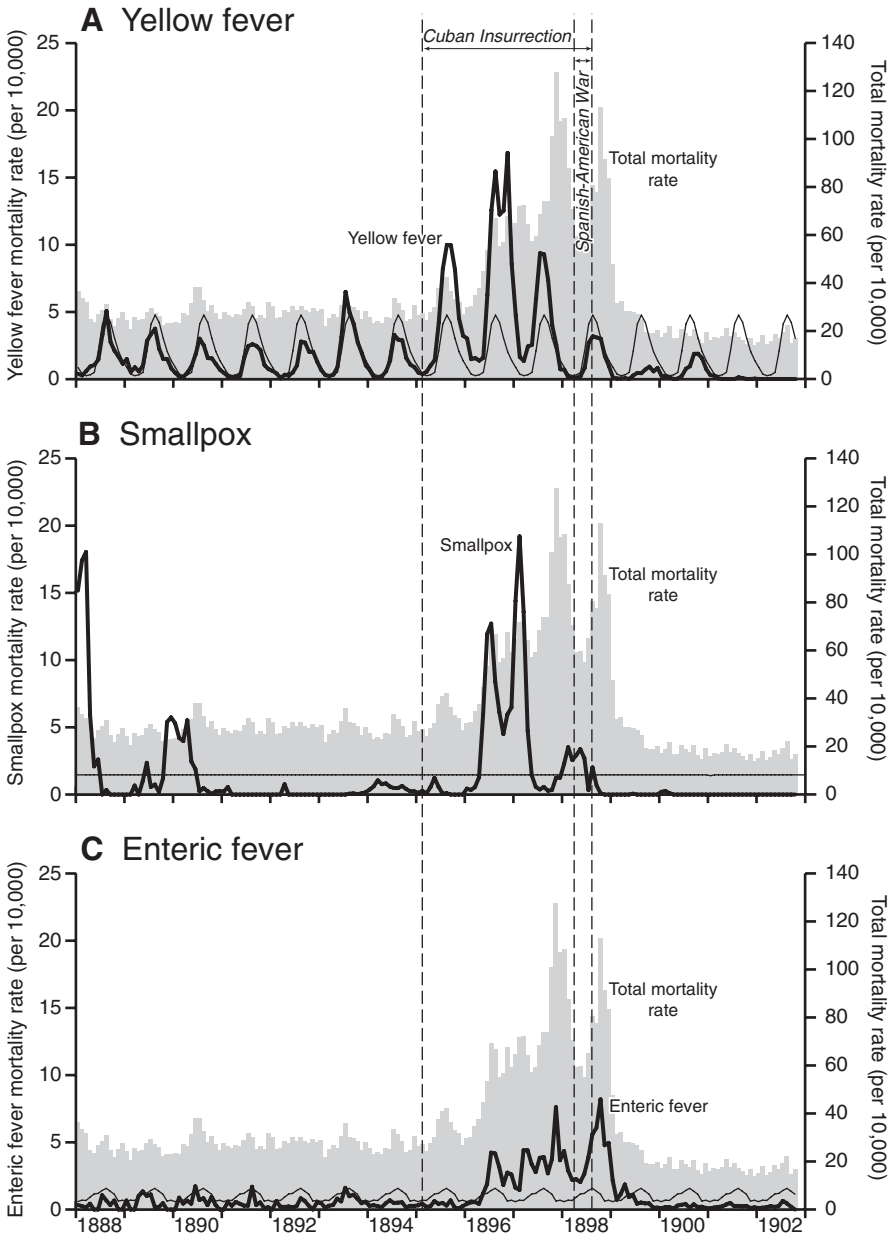 A Yellow fever
Yellow fever mortality rate (per 10,000)
25
20
15
10
5
0
Cuban Insurrection
Spanish-American War
Yellow fever
Total mortality
rate
140
120
100
80
60
40
20
0
Total mortality rate
(per 10,000)
B Smallpox
Smallpox mortality rate (per 10,000)
25
20
15
10
5
0
Smallpox
Total mortality
rate
140
120
100
80
60
40
20
0
Total mortality rate (per 10,000)
C Enteric fever
Enteric fever mortality rate (per 10,000)
25
20
15
10
5
0
Total mortality
rate
Enteric fever
140
120
100
80
60
40
20
0
Total mortality rate (per 10,000)
1888 1890 1892 1894 1896 1898 1900 1902